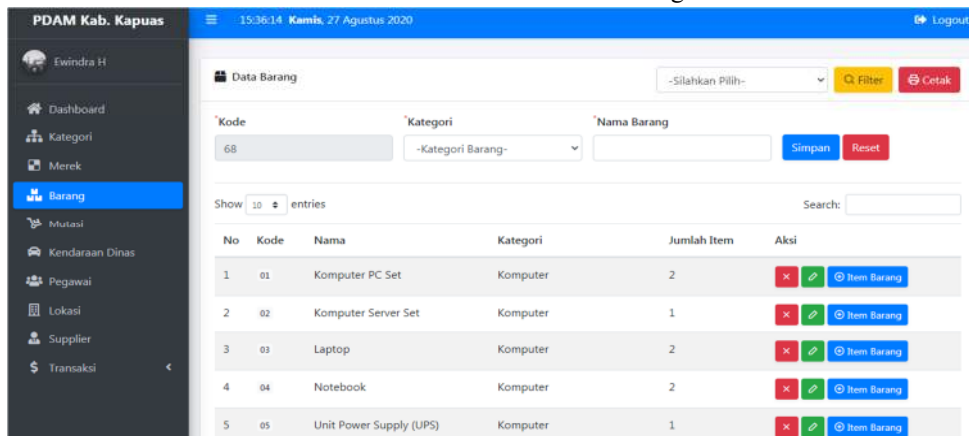 PDAM Kab. Kapuas
15:36:14 Kamis, 27 Agustus 2020
Logout
Ewindra H
Dashboard
Kategori
Merek
Barang
Mutasi
Kendaraan Dinas
Pegawai
Lokasi
Supplier
Transaksi
Data Barang
-Silahkan Pilih-
Filter
Cetak
*Kode
*Kategori
*Nama Barang
68
-Kategori Barang-
Simpan
Reset
Show 10 entries
Search:
No Kode Nama Kategori Jumlah Item Aksi
1 01 Komputer PC Set Komputer 2 Item Barang
2 02 Komputer Server Set Komputer 1 Item Barang
3 03 Laptop Komputer 2 Item Barang
4 04 Notebook Komputer 2 Item Barang
5 05 Unit Power Supply (UPS) Komputer 1 Item Barang